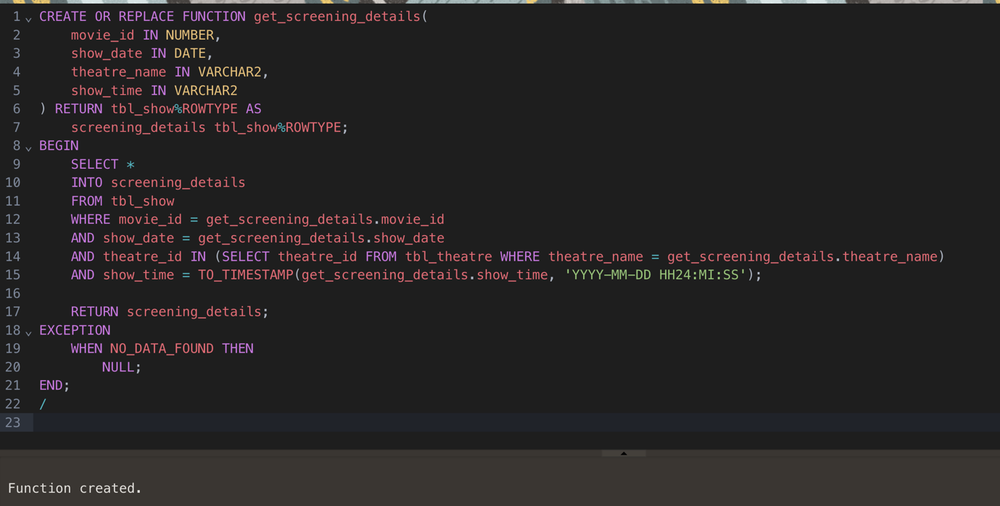 1 CREATE OR REPLACE FUNCTION get_screening_details(
2     movie_id IN NUMBER,
3     show_date IN DATE,
4     theatre_name IN VARCHAR2,
5     show_time IN VARCHAR2
6 ) RETURN tbl_show%ROWTYPE AS
7     screening_details tbl_show%ROWTYPE;
8 BEGIN
9     SELECT *
10     INTO screening_details
11     FROM tbl_show
12     WHERE movie_id = get_screening_details.movie_id
13     AND show_date = get_screening_details.show_date
14     AND theatre_id IN (SELECT theatre_id FROM tbl_theatre WHERE theatre_name = get_screening_details.theatre_name)
15     AND show_time = TO_TIMESTAMP(get_screening_details.show_time, 'YYYY-MM-DD HH24:MI:SS');
16
17     RETURN screening_details;
18 EXCEPTION
19     WHEN NO_DATA_FOUND THEN
20         NULL;
21 END;
22 /
23
Function created.